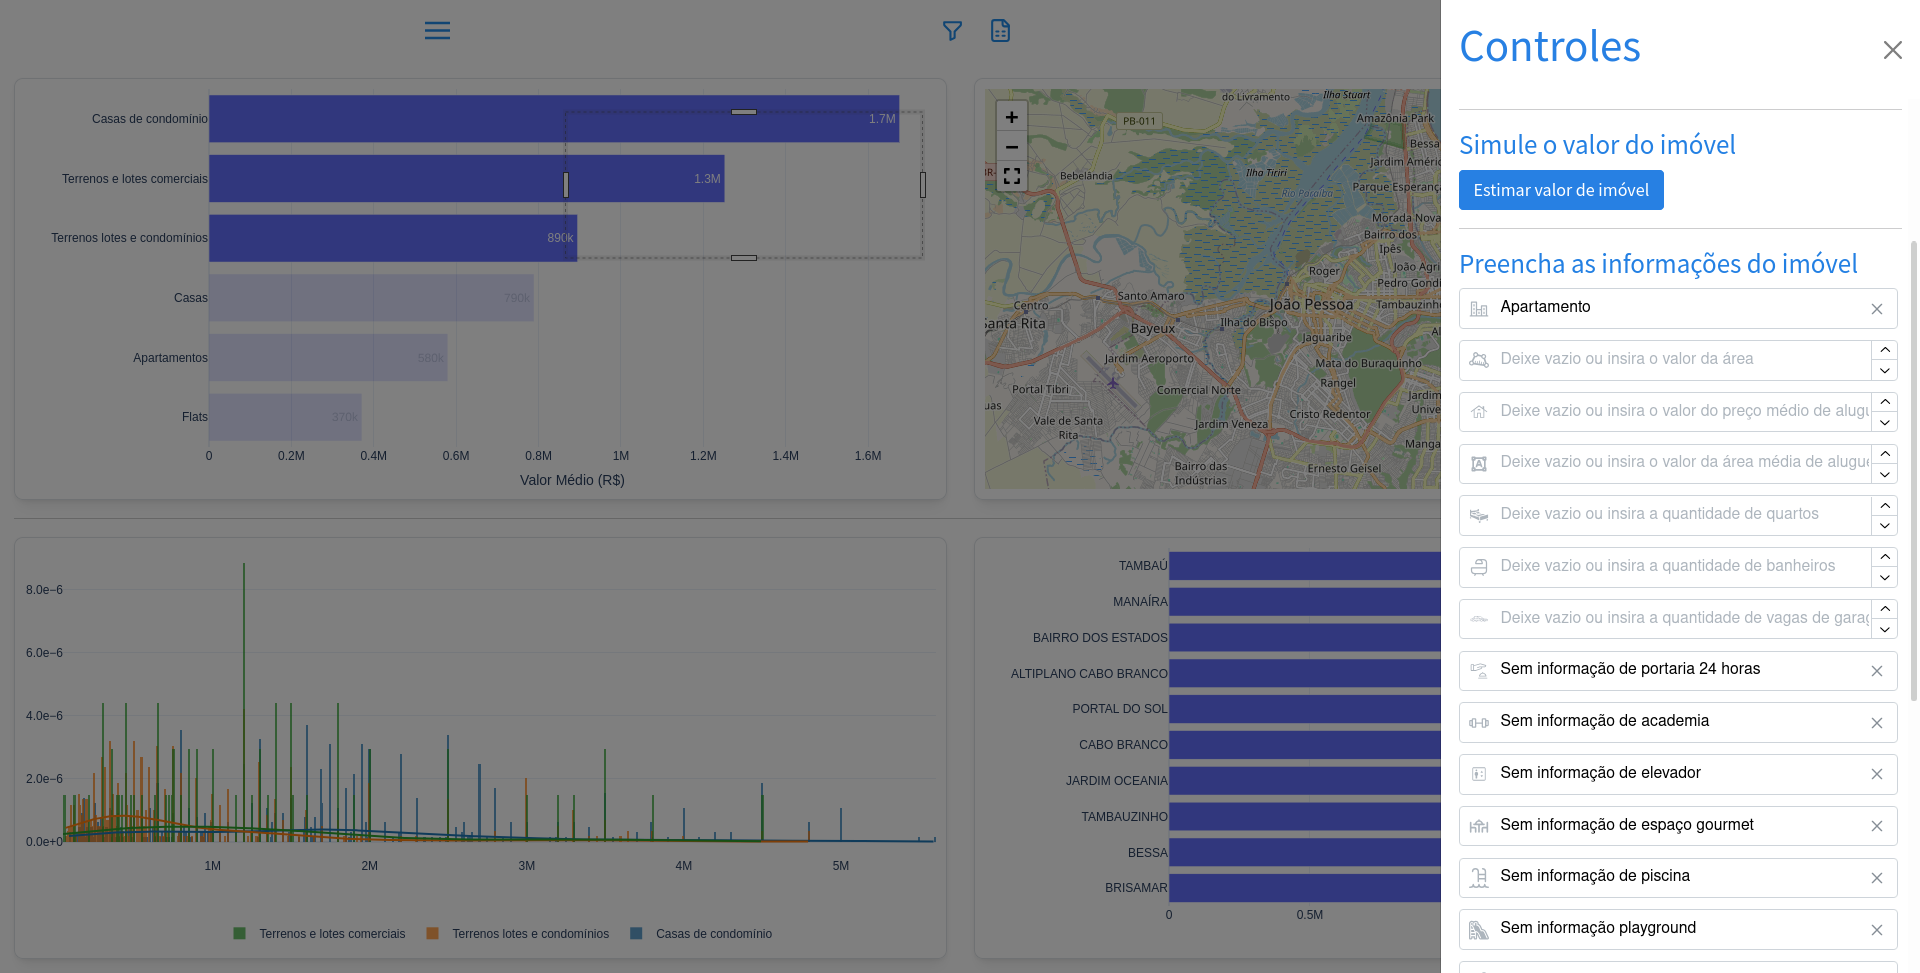 Controles
Simule o valor do imóvel
Estimar valor de imóvel
Preencha as informações do imóvel
Apartamento
Deixe vazio ou insira o valor da área
Deixe vazio ou insira o valor do preço médio de alugu
Deixe vazio ou insira o valor da área média de alugue
Deixe vazio ou insira a quantidade de quartos
Deixe vazio ou insira a quantidade de banheiros
Deixe vazio ou insira a quantidade de vagas de garag
Sem informação de portaria 24 horas
Sem informação de academia
Sem informação de elevador
Sem informação de espaço gourmet
Sem informação de piscina
Sem informação playground
Casas de condomínio
1.7M
Terrenos e lotes comerciais
1.3M
Terrenos lotes e condomínios
890k
Casas
790k
Apartamentos
580k
Flats
370k
0 0.2M 0.4M 0.6M 0.8M 1M 1.2M 1.4M 1.6M
Valor Médio (R$)
+
−
do Livramento
Ilha Stuart
PB-011
Amazônia Park
Bessa
Jardim Améric
Bebelândia
Ilha Tiriri
Parque Esperança
Rio Paraíba
Morada Nova
Bairro dos
Ipês
Roger
João Agri
Pedro Gondi
Santo Amaro
João Pessoa
Tambauzinh
Centro
Santa Rita
Bayeux
Ilha do Bispo
Jaguaribe
Jardim Aeroporto
Mata do Buraquinho
Portal Tibri
Comercial Norte
Rangel
Jardim
Unive
uas
Vale de Santa
Rita
Cristo Redentor
Jardim Veneza
Manga
Bairro das
Indústrias
Ernesto Geisel
8.0e−6
6.0e−6
4.0e−6
2.0e−6
0.0e+0
1M 2M 3M 4M 5M
Terrenos e lotes comerciais Terrenos lotes e condomínios Casas de condomínio
TAMBAÚ
MANAÍRA
BAIRRO DOS ESTADOS
ALTIPLANO CABO BRANCO
PORTAL DO SOL
CABO BRANCO
JARDIM OCEANIA
TAMBAUZINHO
BESSA
BRISAMAR
0 0.5M